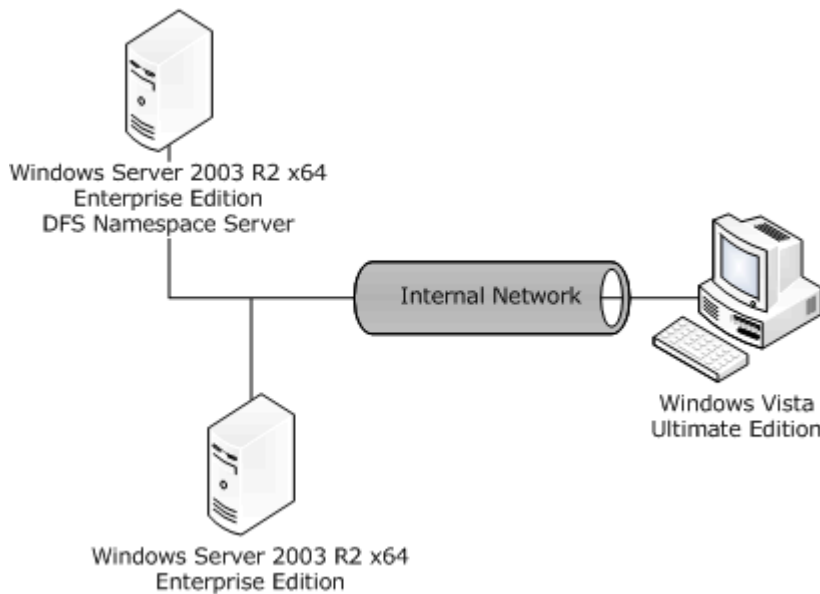 Windows Server 2003 R2 x64
Enterprise Edition
DFS Namespace Server
Internal Network
Windows Vista
Ultimate Edition
Windows Server 2003 R2 x64
Enterprise Edition